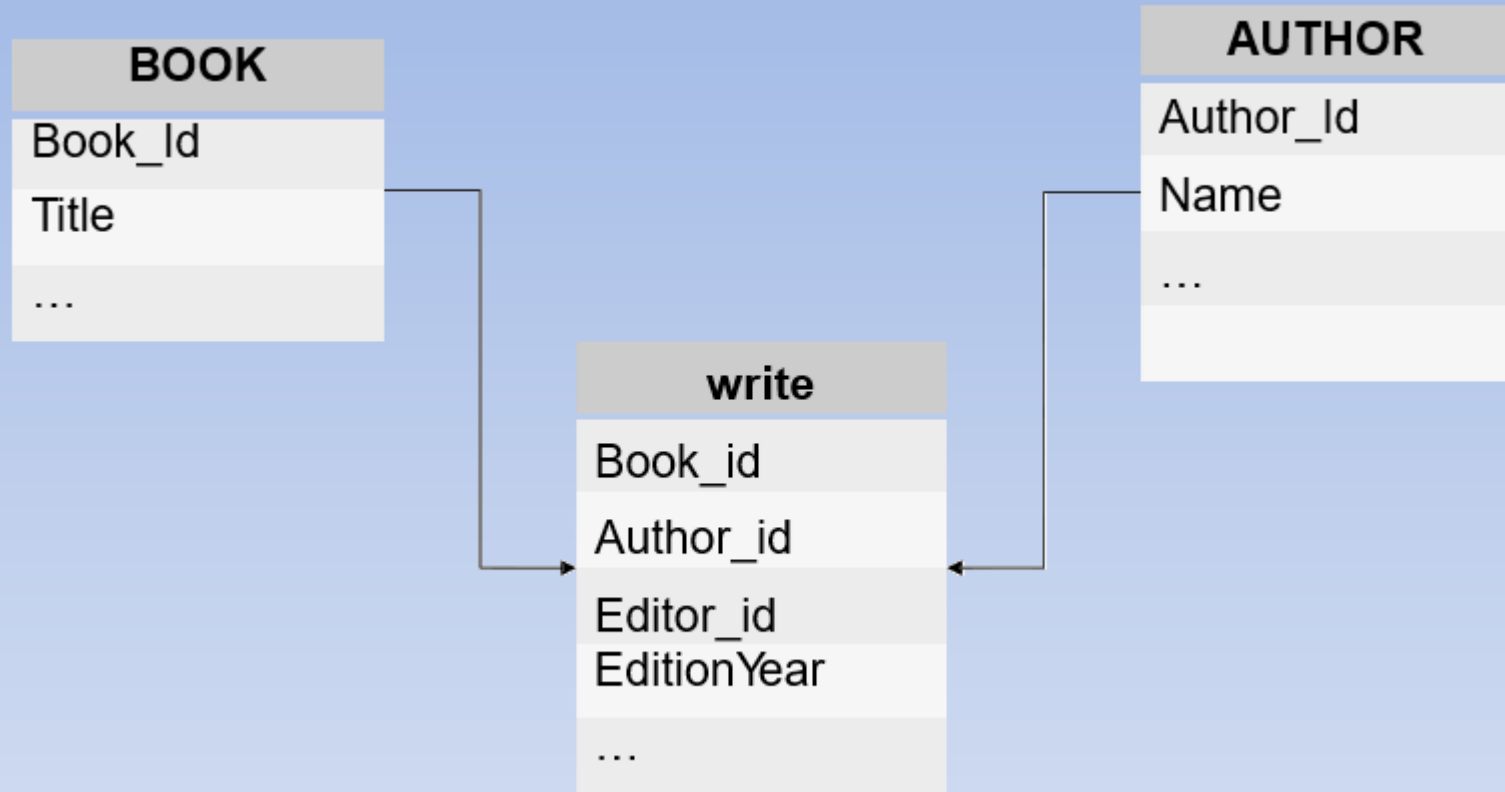 BOOK
Book_Id
Title
…
AUTHOR
Author_Id
Name
…
write
Book_id
Author_id
Editor_id
EditionYear
…